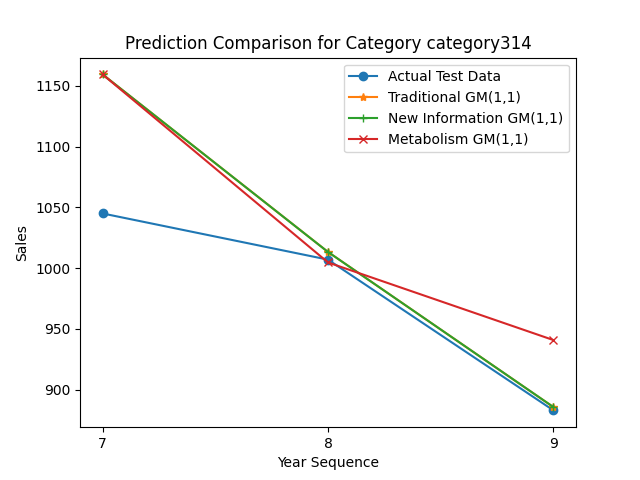 Prediction Comparison for Category category314
Actual Test Data
Traditional GM(1,1)
New Information GM(1,1)
Metabolism GM(1,1)
Sales
1150
1100
1050
1000
950
900
7
8
9
Year Sequence